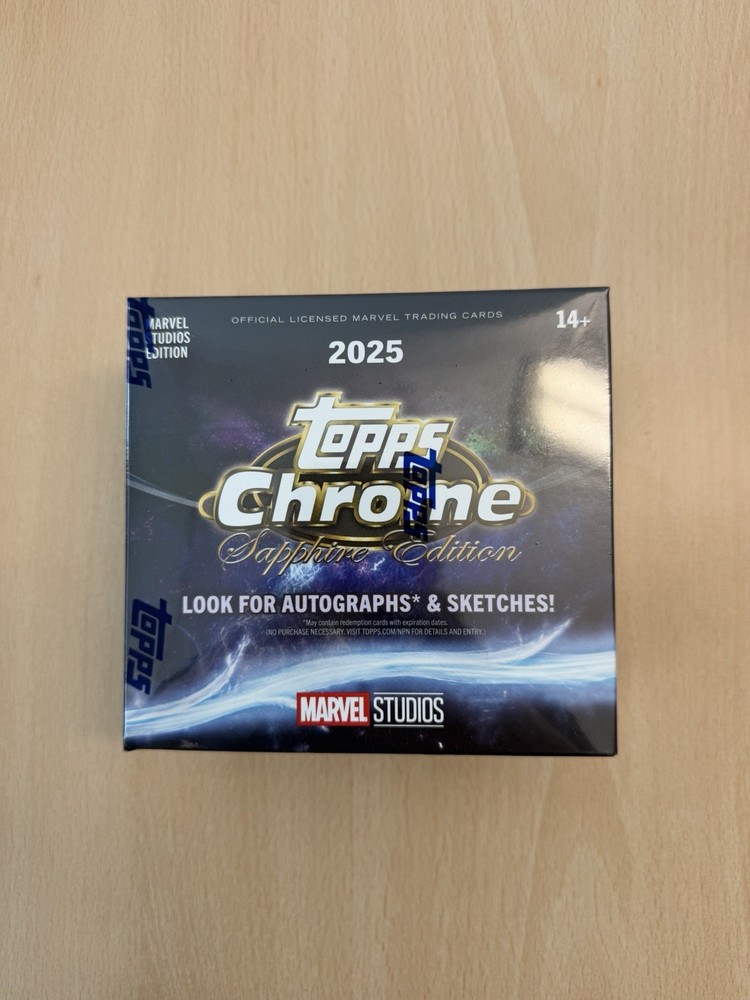 OFFICIAL LICENSED MARVEL TRADING CARDS
14+
MARVEL
STUDIOS
EDITION
2025
topps
Chrome
Sapphire Edition
LOOK FOR AUTOGRAPHS* & SKETCHES!
*May contain redemption cards with expiration dates.
(NO PURCHASE NECESSARY. VISIT TOPPS.COM/NPN FOR DETAILS AND ENTRY.)
MARVEL STUDIOS
topps
topps
topps